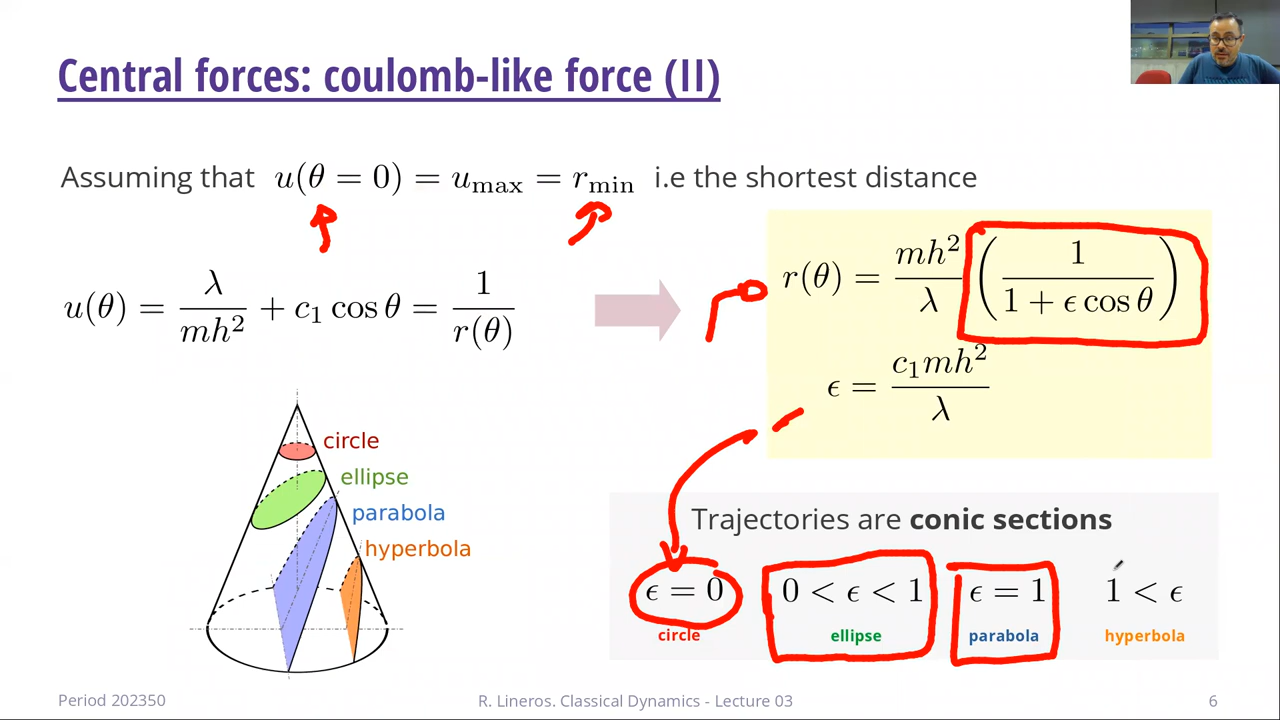 Central forces: coulomb-like force (II)
Assuming that u(θ = 0) = u_max = r_min i.e the shortest distance
u(θ) = λ/mh² + c₁ cos θ = 1/r(θ)
r(θ) = mh²/λ (1/(1 + ϵ cos θ))
ϵ = c₁mh²/λ
circle
ellipse
parabola
hyperbola
Trajectories are conic sections
ϵ = 0 0 < ϵ < 1 ϵ = 1 1 < ϵ
circle ellipse parabola hyperbola
Period 202350 R. Lineros. Classical Dynamics - Lecture 03 6